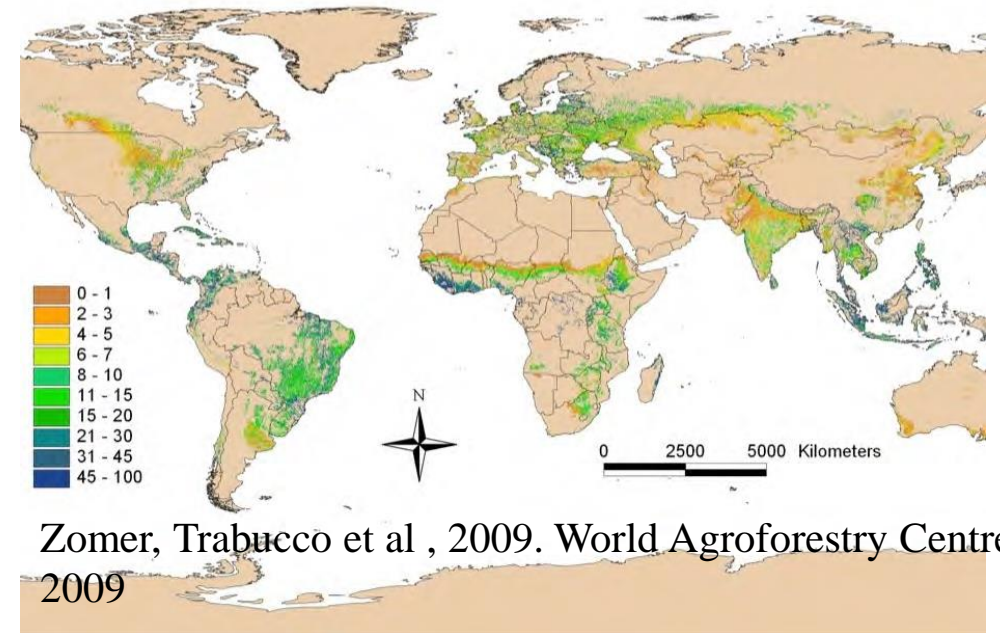 0 - 1
2 - 3
4 - 5
6 - 7
8 - 10
11 - 15
15 - 20
21 - 30
31 - 45
45 - 100
N
0 2500 5000 Kilometers
Zomer, Trabucco et al , 2009. World Agroforestry Centre
2009